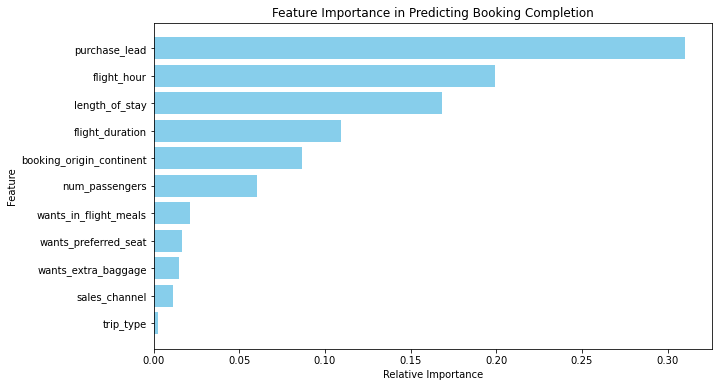 Feature Importance in Predicting Booking Completion
purchase_lead
flight_hour
length_of_stay
flight_duration
booking_origin_continent
num_passengers
wants_in_flight_meals
wants_preferred_seat
wants_extra_baggage
sales_channel
trip_type
Feature
0.00 0.05 0.10 0.15 0.20 0.25 0.30
Relative Importance